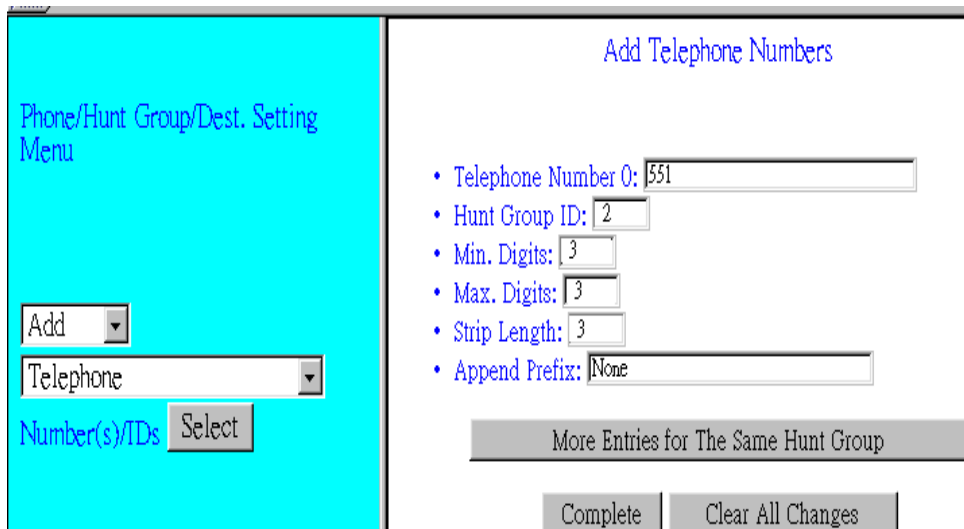 Phone/Hunt Group/Dest. Setting
Menu
Add
Telephone
Number(s)/IDs Select
Add Telephone Numbers
• Telephone Number 0: 551
• Hunt Group ID: 2
• Min. Digits: 3
• Max. Digits: 3
• Strip Length: 3
• Append Prefix: None
More Entries for The Same Hunt Group
Complete Clear All Changes